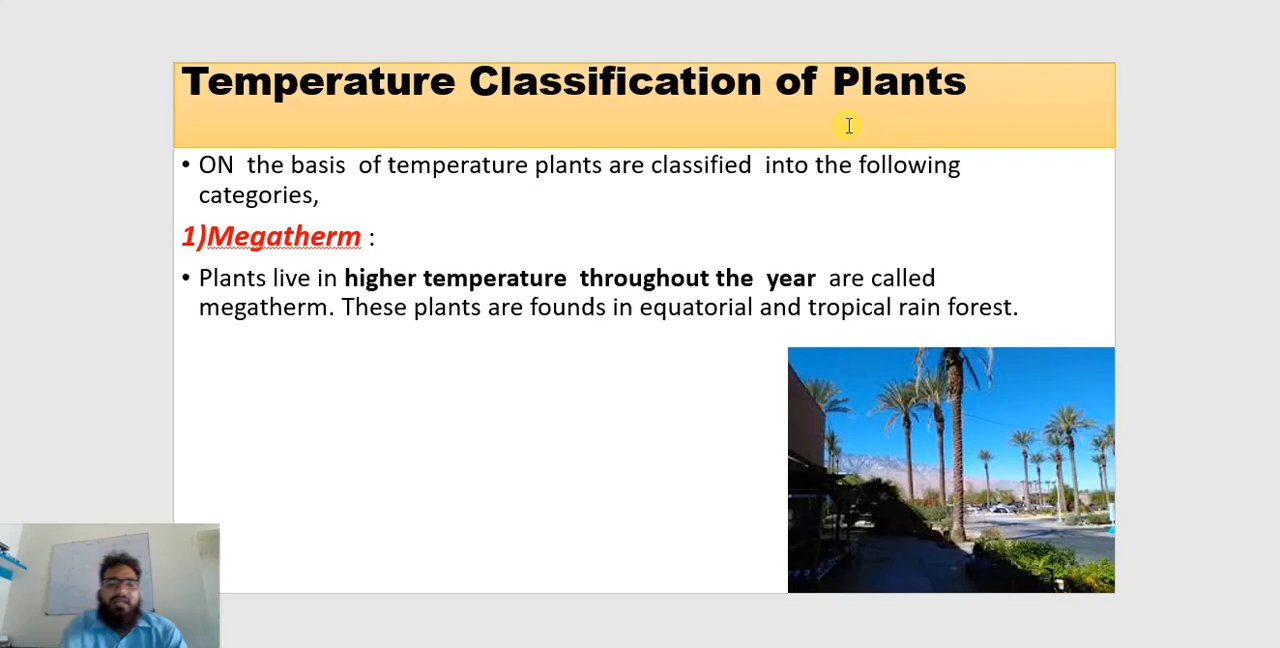 Temperature Classification of Plants
• ON the basis of temperature plants are classified into the following
categories,
1)Megatherm :
• Plants live in higher temperature throughout the year are called
megatherm. These plants are founds in equatorial and tropical rain forest.